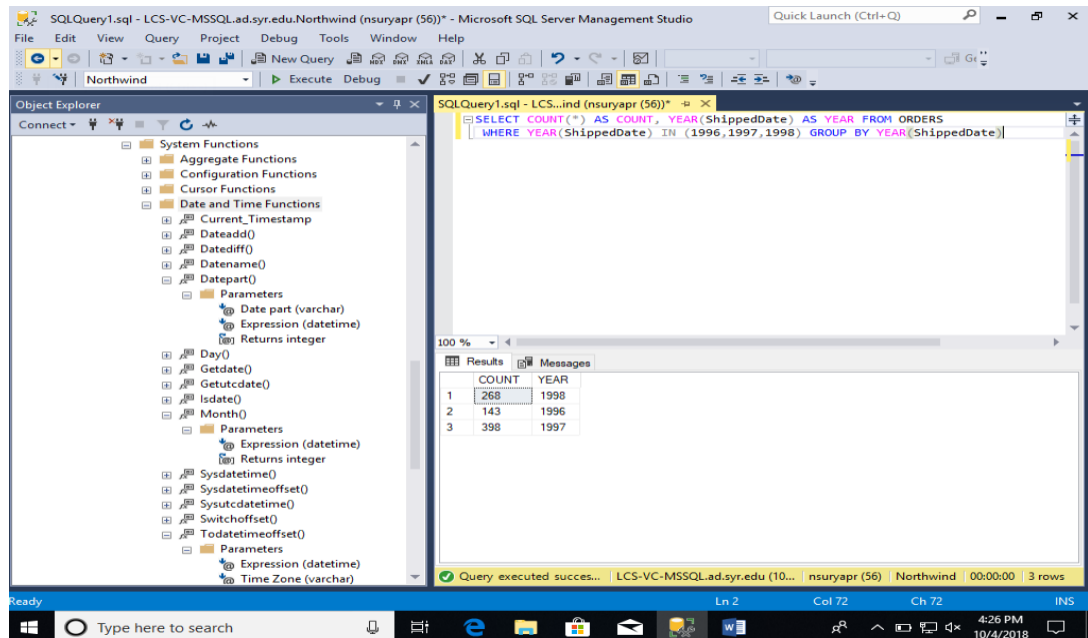 SQLQuery1.sql - LCS-VC-MSSQL.ad.syr.edu.Northwind (nsuryapr (56))* - Microsoft SQL Server Management Studio
Quick Launch (Ctrl+Q)
File Edit View Query Project Debug Tools Window Help
New Query
Northwind Execute Debug
Object Explorer
SQLQuery1.sql - LCS...ind (nsuryapr (56))*
Connect
SELECT COUNT(*) AS COUNT, YEAR(ShippedDate) AS YEAR FROM ORDERS
WHERE YEAR(ShippedDate) IN (1996,1997,1998) GROUP BY YEAR(ShippedDate)
System Functions
Aggregate Functions
Configuration Functions
Cursor Functions
Date and Time Functions
Current_Timestamp
Dateadd()
Datediff()
Datename()
Datepart()
Parameters
Date part (varchar)
Expression (datetime)
Returns integer
Day()
Getdate()
Getutcdate()
Isdate()
Month()
Parameters
Expression (datetime)
Returns integer
Sysdatetime()
Sysdatetimeoffset()
Sysutcdatetime()
Switchoffset()
Todatetimeoffset()
Parameters
Expression (datetime)
Time Zone (varchar)
100 %
Results Messages
COUNT YEAR
1 268 1998
2 143 1996
3 398 1997
Query executed succes... LCS-VC-MSSQL.ad.syr.edu (10... nsuryapr (56) Northwind 00:00:00 3 rows
Ready Ln 2 Col 72 Ch 72 INS
Type here to search
4:26 PM
10/4/2018